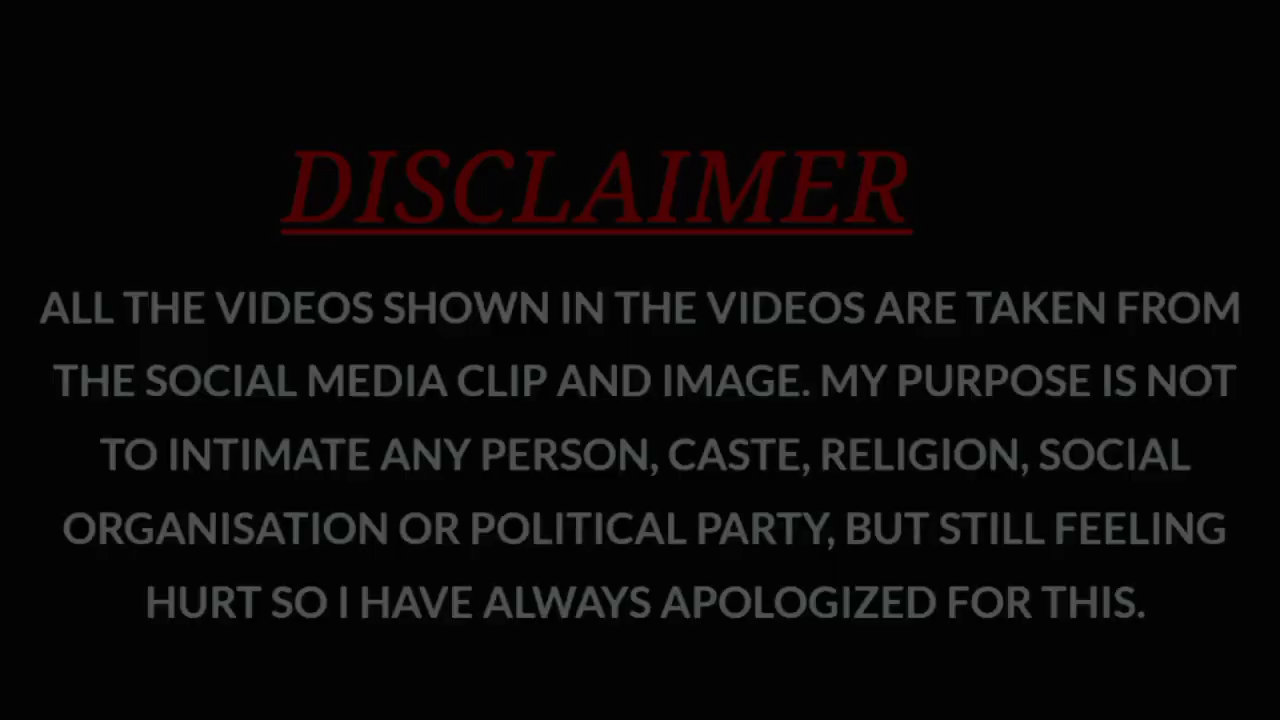 DISCLAIMER
ALL THE VIDEOS SHOWN IN THE VIDEOS ARE TAKEN FROM
THE SOCIAL MEDIA CLIP AND IMAGE. MY PURPOSE IS NOT
TO INTIMATE ANY PERSON, CASTE, RELIGION, SOCIAL
ORGANISATION OR POLITICAL PARTY, BUT STILL FEELING
HURT SO I HAVE ALWAYS APOLOGIZED FOR THIS.